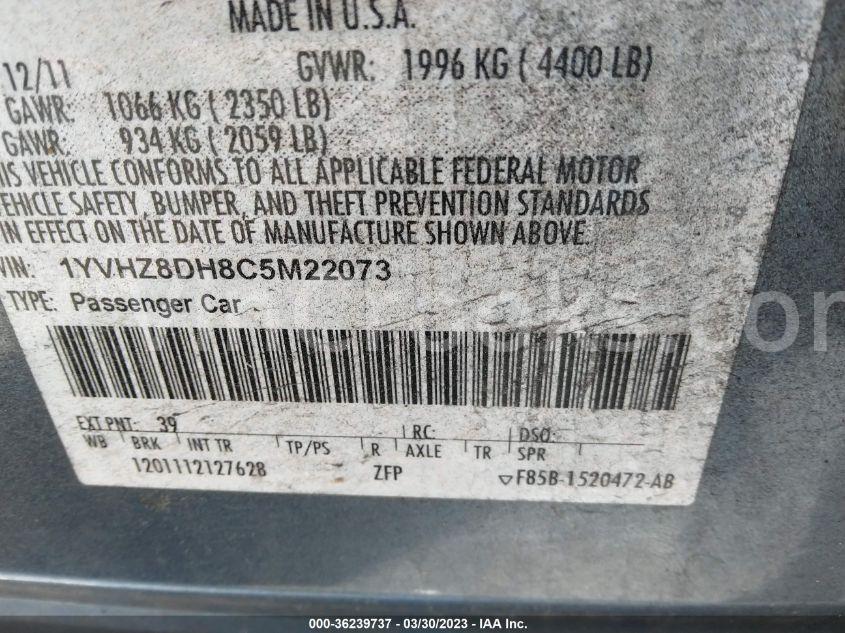 MADE IN U.S.A.
12/11 GVWR: 1996 KG ( 4400 LB)
GAWR: 1066 KG ( 2350 LB)
GAWR: 934 KG ( 2059 LB)
IS VEHICLE CONFORMS TO ALL APPLICABLE FEDERAL MOTOR
EHICLE SAFETY, BUMPER, AND THEFT PREVENTION STANDARDS
IN EFFECT ON THE DATE OF MANUFACTURE SHOWN ABOVE.
VIN: 1YVHZ8DH8C5M22073
TYPE: Passenger Car
EXT PNT: 39 RC: DSO:
WB BRK INT TR TP/PS R AXLE TR SPR
1201112127628 ZFP ▽F85B-1520472-AB
000-36239737 - 03/30/2023 - IAA Inc.